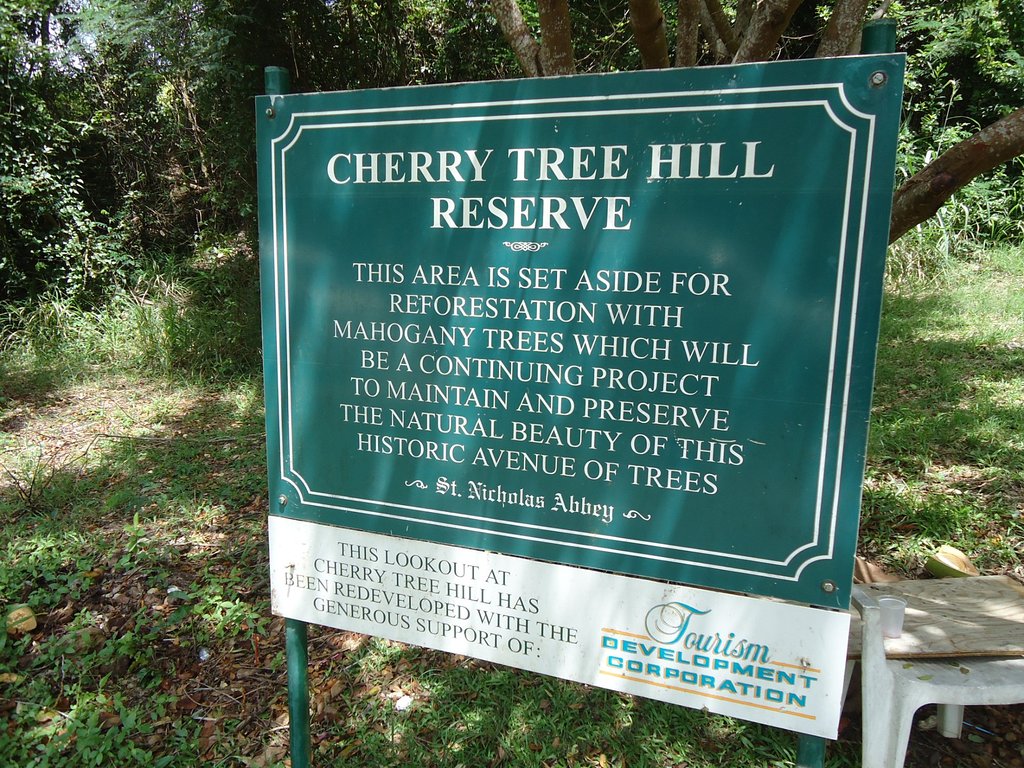 CHERRY TREE HILL
RESERVE
THIS AREA IS SET ASIDE FOR
REFORESTATION WITH
MAHOGANY TREES WHICH WILL
BE A CONTINUING PROJECT
TO MAINTAIN AND PRESERVE
THE NATURAL BEAUTY OF THIS
HISTORIC AVENUE OF TREES
St. Nicholas Abbey
THIS LOOKOUT AT
CHERRY TREE HILL HAS
BEEN REDEVELOPED WITH THE
GENEROUS SUPPORT OF:
Tourism
DEVELOPMENT
CORPORATION